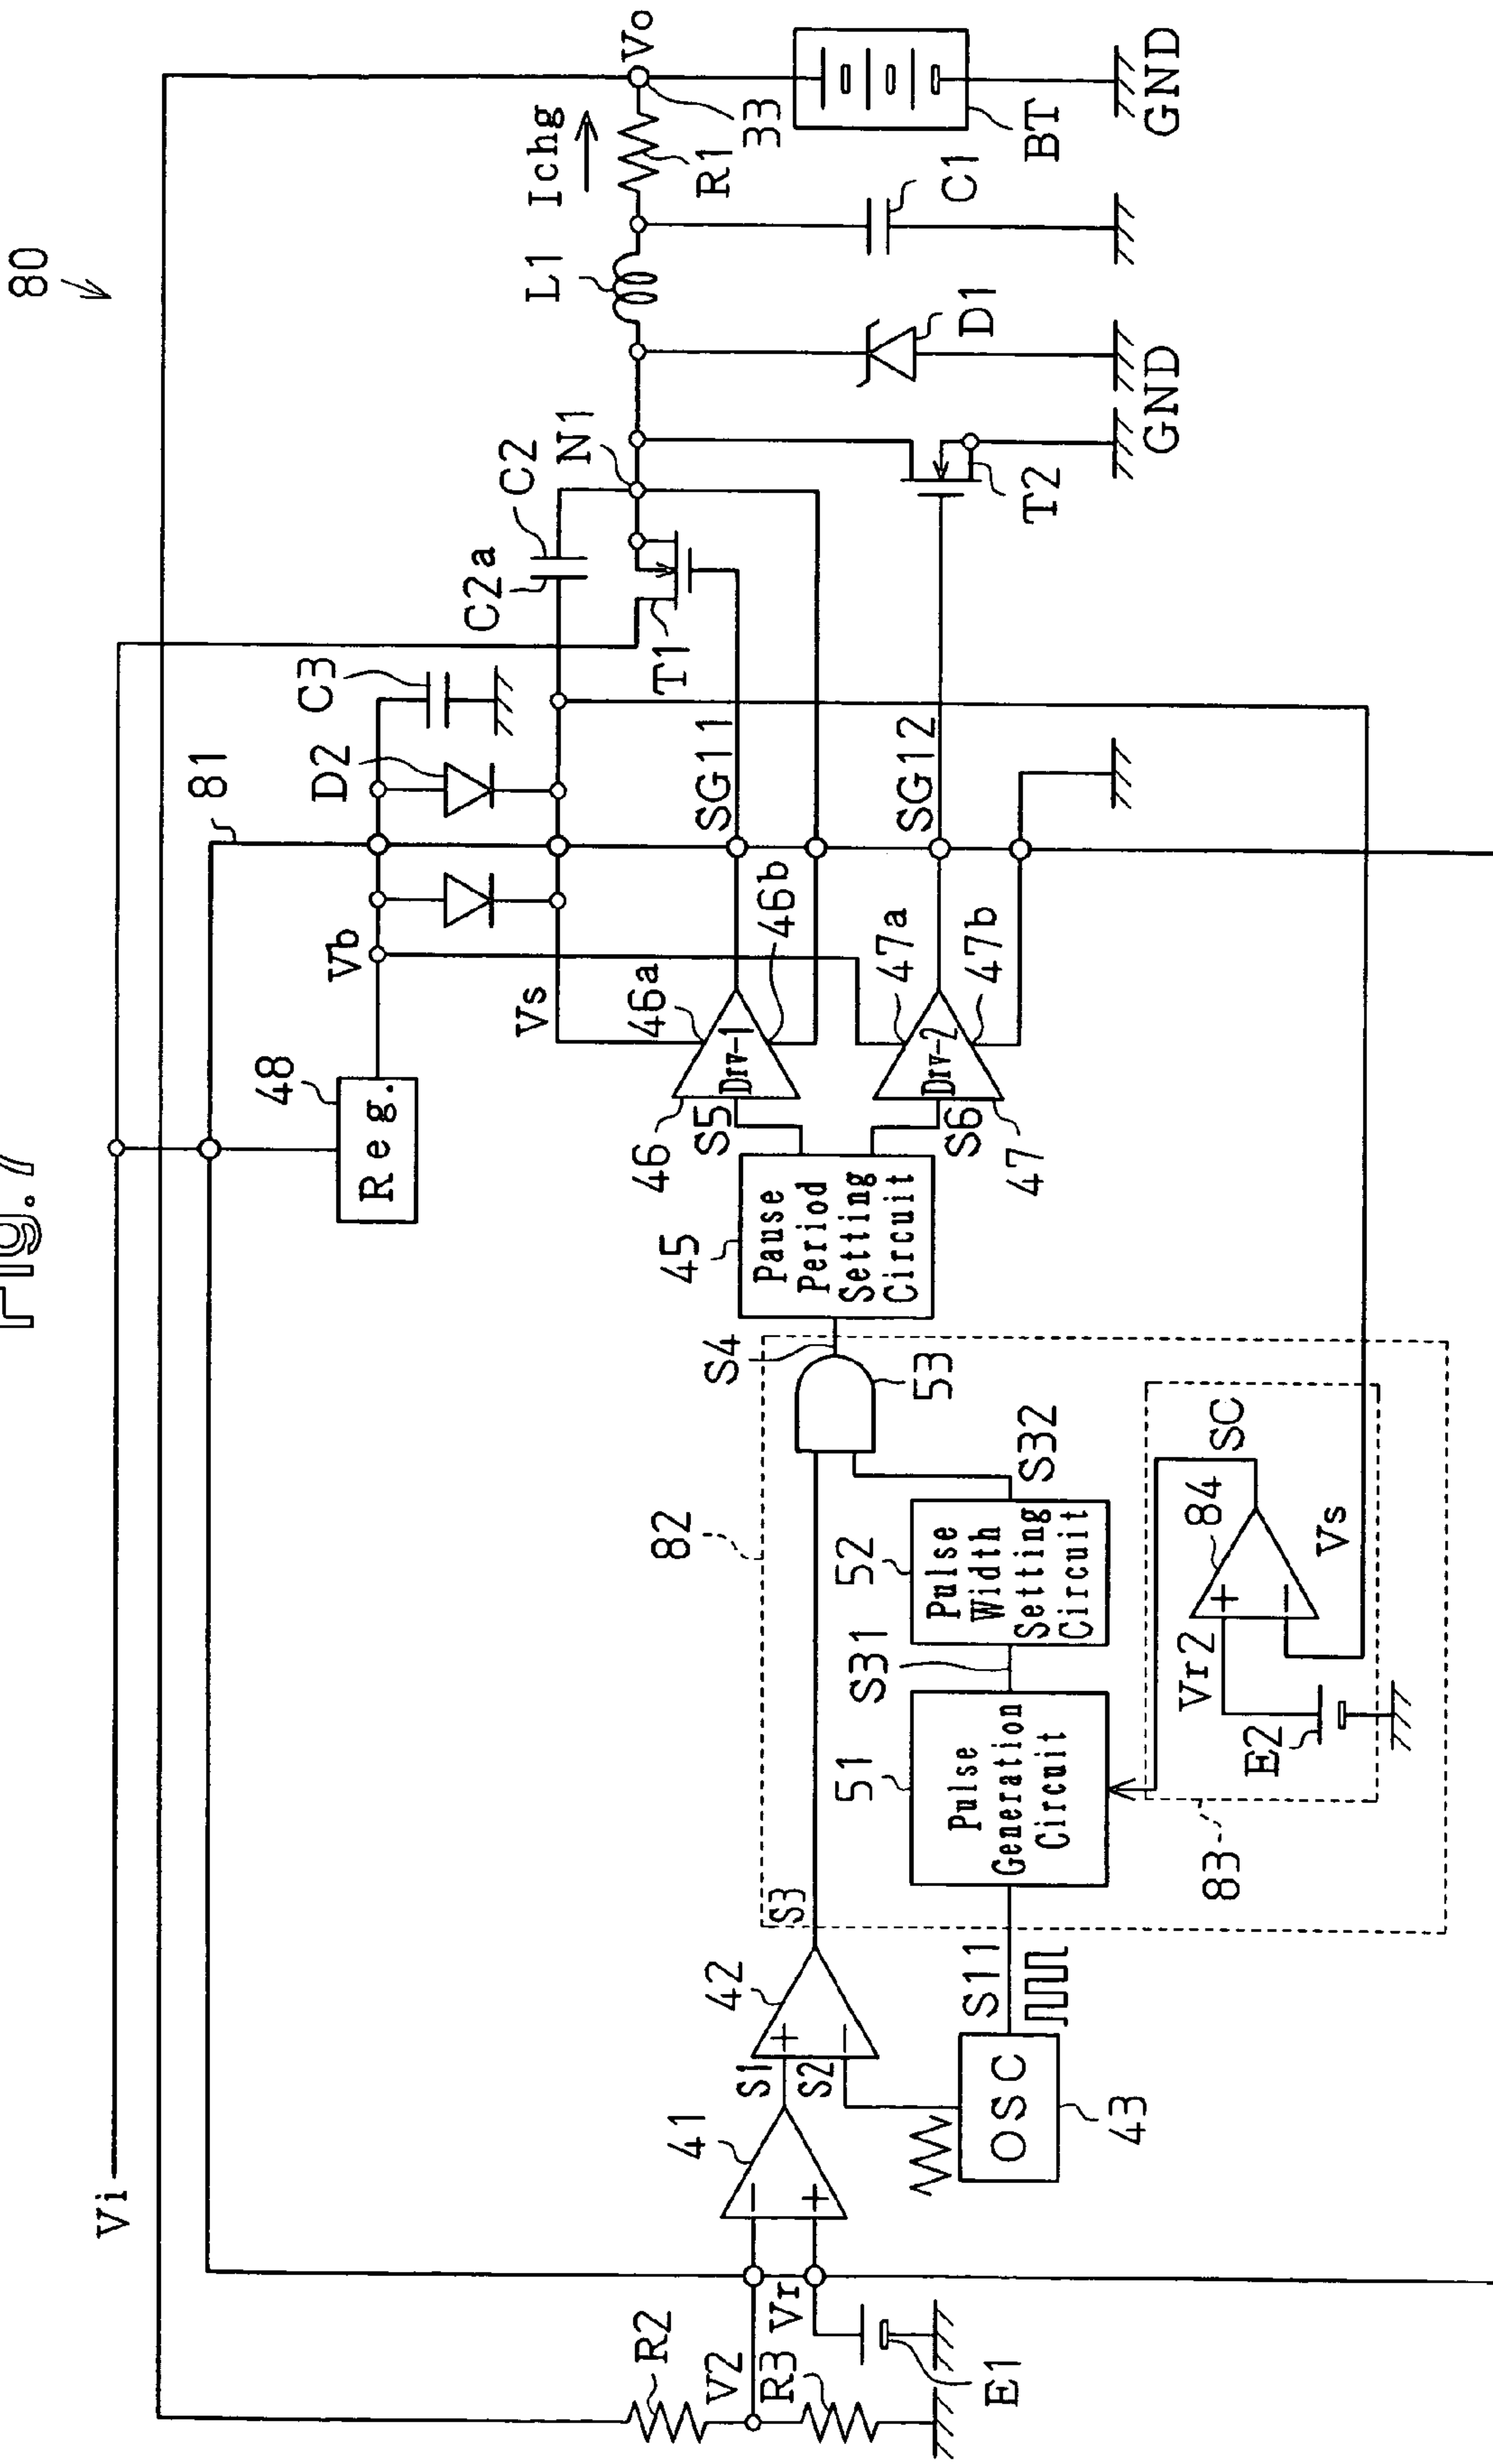 Fig. 7
80
Vi
81
48
Reg.
Vb
D2
C3
Vs
C2a
C2
N1
L1
Ichg
R1
33
Vo
BT
GND
C1
D1
GND
T1
T2
SG11
SG12
46a
46b
46
Drv-1
S5
47a
47b
Drv-2
S6
47
45
Pause
Period
Setting
Circuit
S4
53
82
S3
S32
52
Pulse
Width
Setting
Circuit
S31
51
Pulse
Generation
Circuit
SC
84
+
−
Vs
Vr2
E2
83
S11
42
+
−
S1
S2
OSC
43
41
−
+
R2
V2
Vr
R3
E1